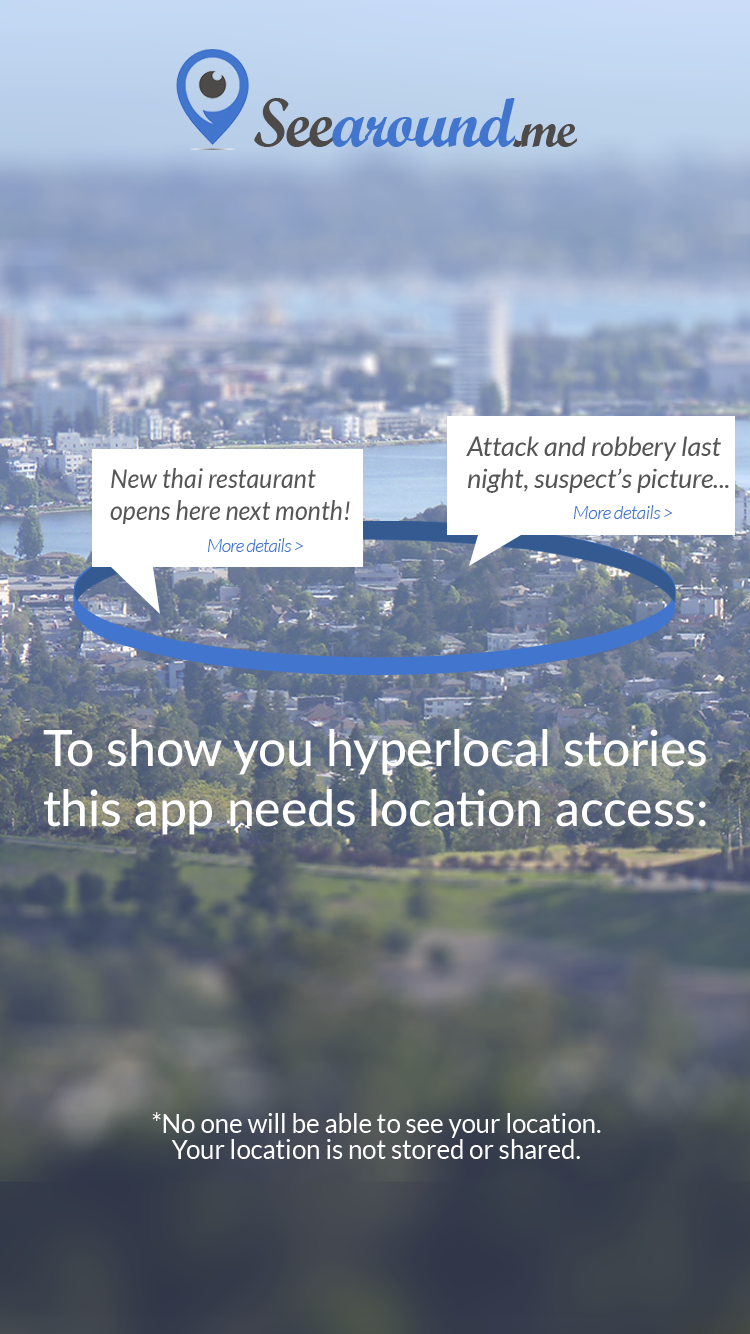 Seearound.me
New thai restaurant
opens here next month!
More details >
Attack and robbery last
night, suspect's picture...
More details >
To show you hyperlocal stories
this app needs location access:
*No one will be able to see your location.
Your location is not stored or shared.